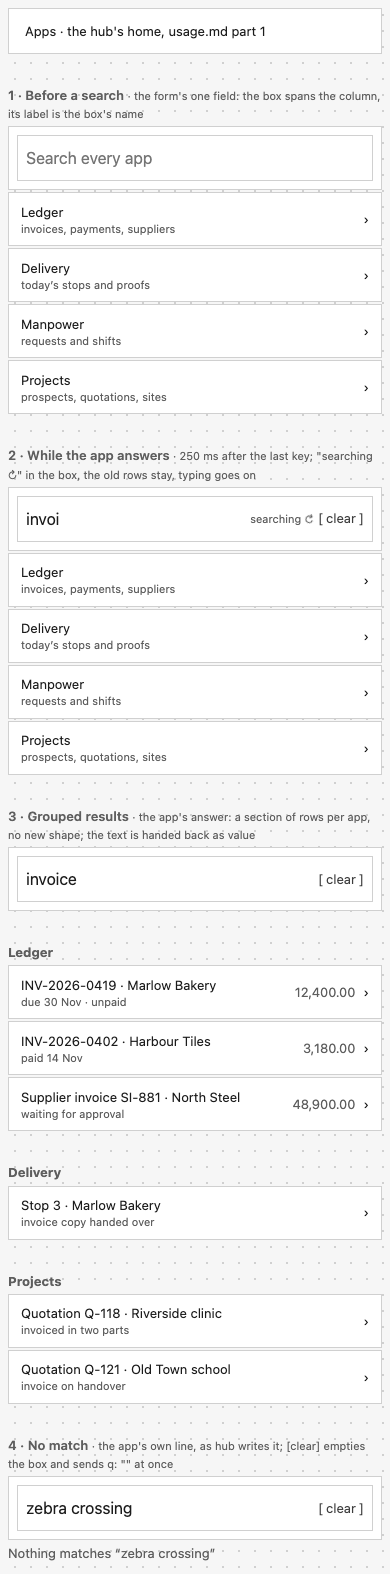 Apps · the hub's home, usage.md part 1
1 · Before a search · the form's one field: the box spans the column,
its label is the box's name
Search every app
Ledger
invoices, payments, suppliers
›
Delivery
today's stops and proofs
›
Manpower
requests and shifts
›
Projects
prospects, quotations, sites
›
2 · While the app answers · 250 ms after the last key; "searching
↻" in the box, the old rows stay, typing goes on
invoi searching ↻ [ clear ]
Ledger
invoices, payments, suppliers
›
Delivery
today's stops and proofs
›
Manpower
requests and shifts
›
Projects
prospects, quotations, sites
›
3 · Grouped results · the app's answer: a section of rows per app,
no new shape; the text is handed back as value
invoice [ clear ]
Ledger
INV-2026-0419 · Marlow Bakery
due 30 Nov · unpaid
12,400.00 ›
INV-2026-0402 · Harbour Tiles
paid 14 Nov
3,180.00 ›
Supplier invoice SI-881 · North Steel
waiting for approval
48,900.00 ›
Delivery
Stop 3 · Marlow Bakery
invoice copy handed over
›
Projects
Quotation Q-118 · Riverside clinic
invoiced in two parts
›
Quotation Q-121 · Old Town school
invoice on handover
›
4 · No match · the app's own line, as hub writes it; [clear] empties
the box and sends q: "" at once
zebra crossing [ clear ]
Nothing matches “zebra crossing”